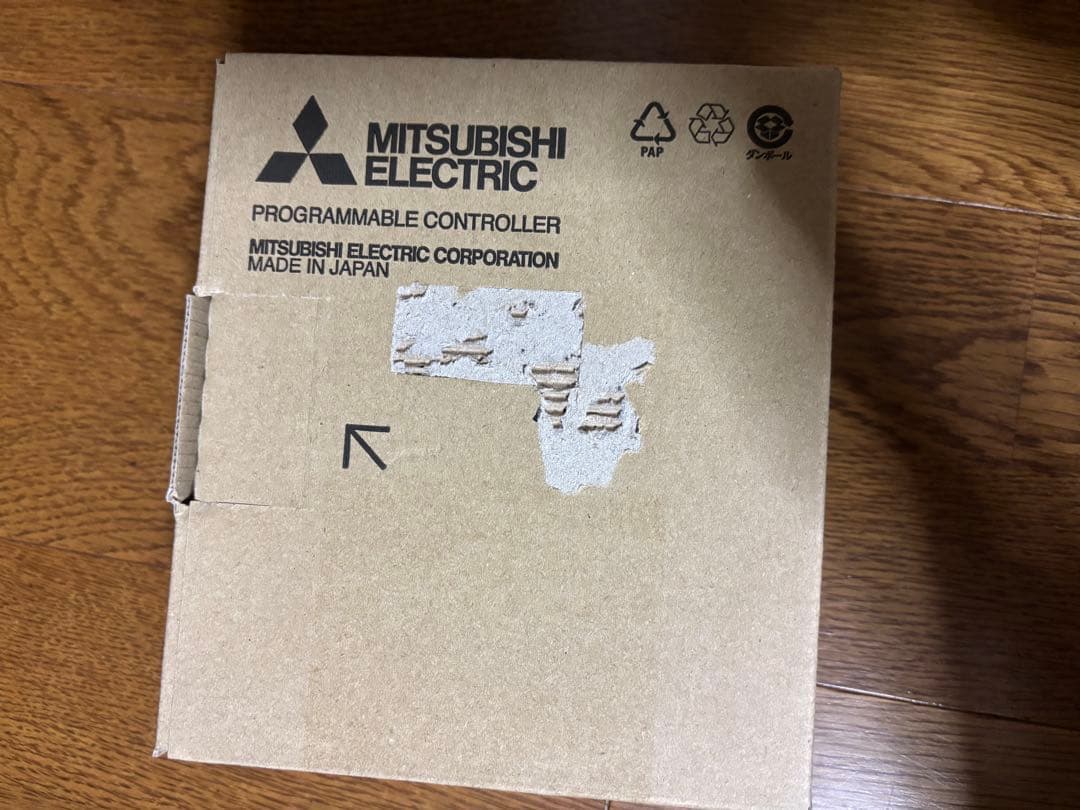 MITSUBISHI
ELECTRIC
PROGRAMMABLE CONTROLLER
MITSUBISHI ELECTRIC CORPORATION
MADE IN JAPAN
PAP
ダンボール